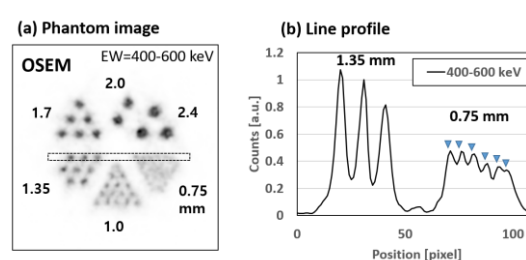 (a) Phantom image
OSEM
EW=400-600 keV
2.0
1.7
2.4
1.35
0.75
mm
1.0
(b) Line profile
1.35 mm
400-600 keV
0.75 mm
Counts [a.u.]
1.2
1
0.8
0.6
0.4
0.2
0
0
50
100
Position [pixel]